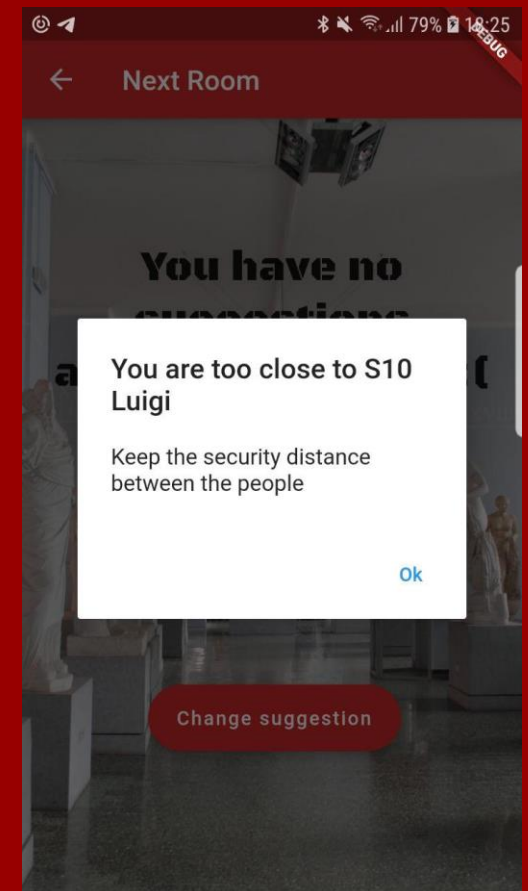 79% 18:25
DEBUG
Next Room
You have no
suggestions
a :(
You are too close to S10
Luigi
Keep the security distance
between the people
Ok
Change suggestion